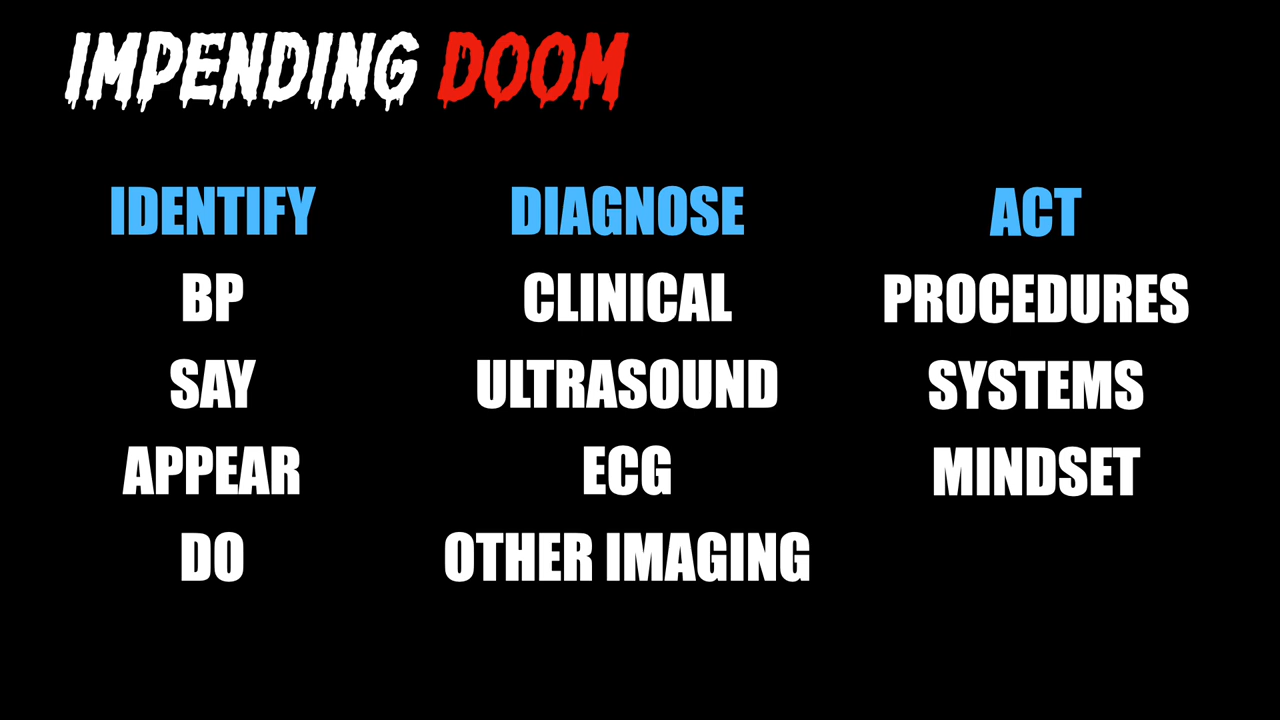 IMPENDING DOOM
IDENTIFY
BP
SAY
APPEAR
DO
DIAGNOSE
CLINICAL
ULTRASOUND
ECG
OTHER IMAGING
ACT
PROCEDURES
SYSTEMS
MINDSET